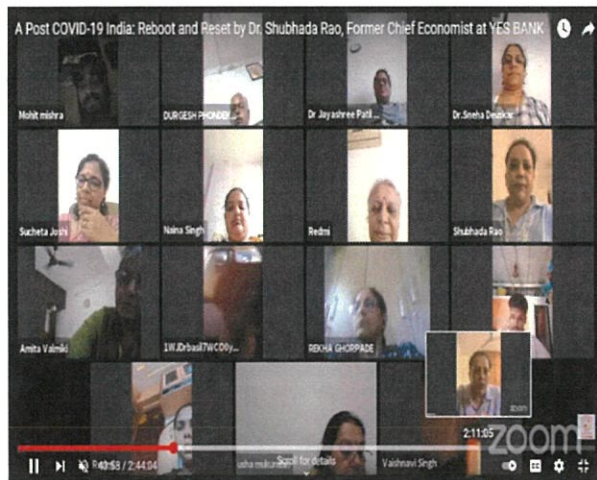 A Post COVID-19 India: Reboot and Reset by Dr. Shubhada Rao, Former Chief Economist at YES BANK
Mohit mishra
DURGESH
Dr Jayashree Patil ...
Dr.Sneha
Sucheta Joshi
Naina Singh
Redmi
Shubhada Rao
Amita Valmiki
REKHA GHORPADE
zoom
2:11:05
zoom
/ 2:44:04
Scroll for details
Vaishnavi Singh